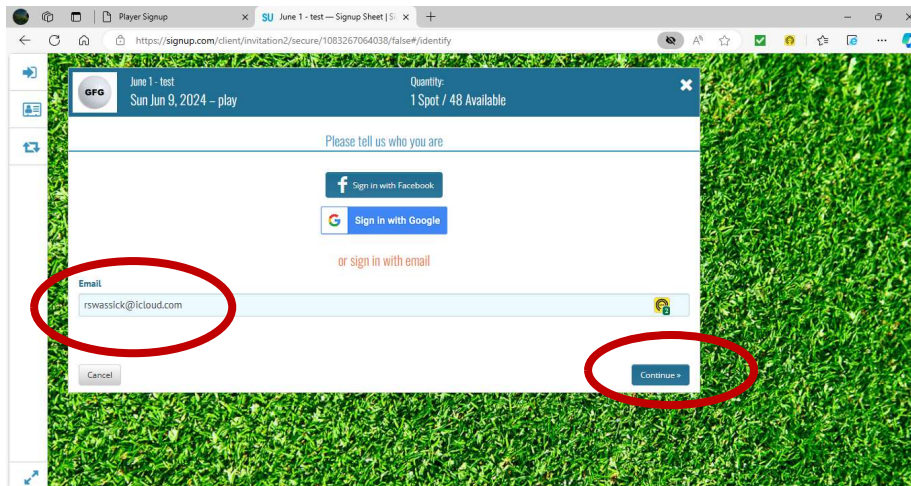 Player Signup
SU June 1 - test — Signup Sheet | Si
https://signup.com/client/invitation2/secure/1083267064038/false#/identify
GFG
June 1 - test
Sun Jun 9, 2024 – play
Quantity:
1 Spot / 48 Available
Please tell us who you are
f Sign in with Facebook
G Sign in with Google
or sign in with email
Email
rswassick@icloud.com
2
Cancel
Continue »